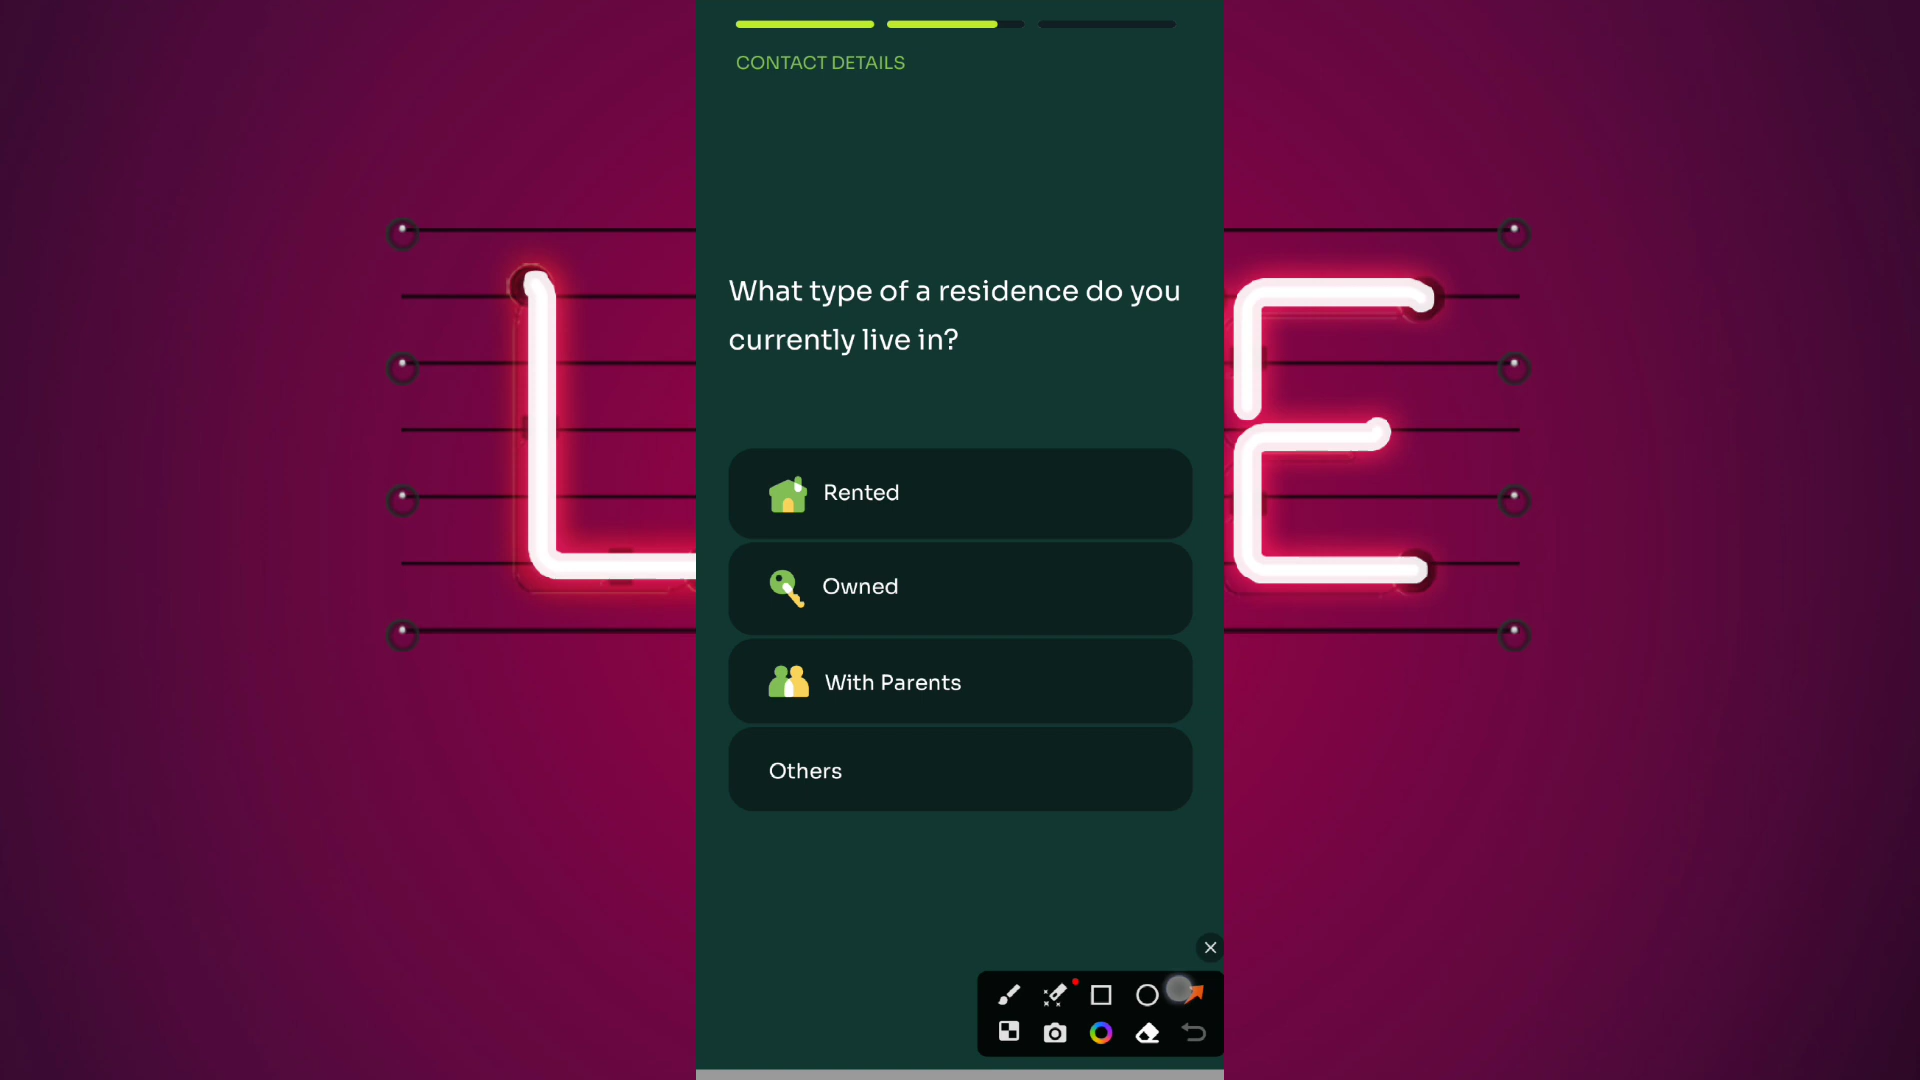 CONTACT DETAILS
What type of a residence do you
currently live in?
Rented
Owned
With Parents
Others